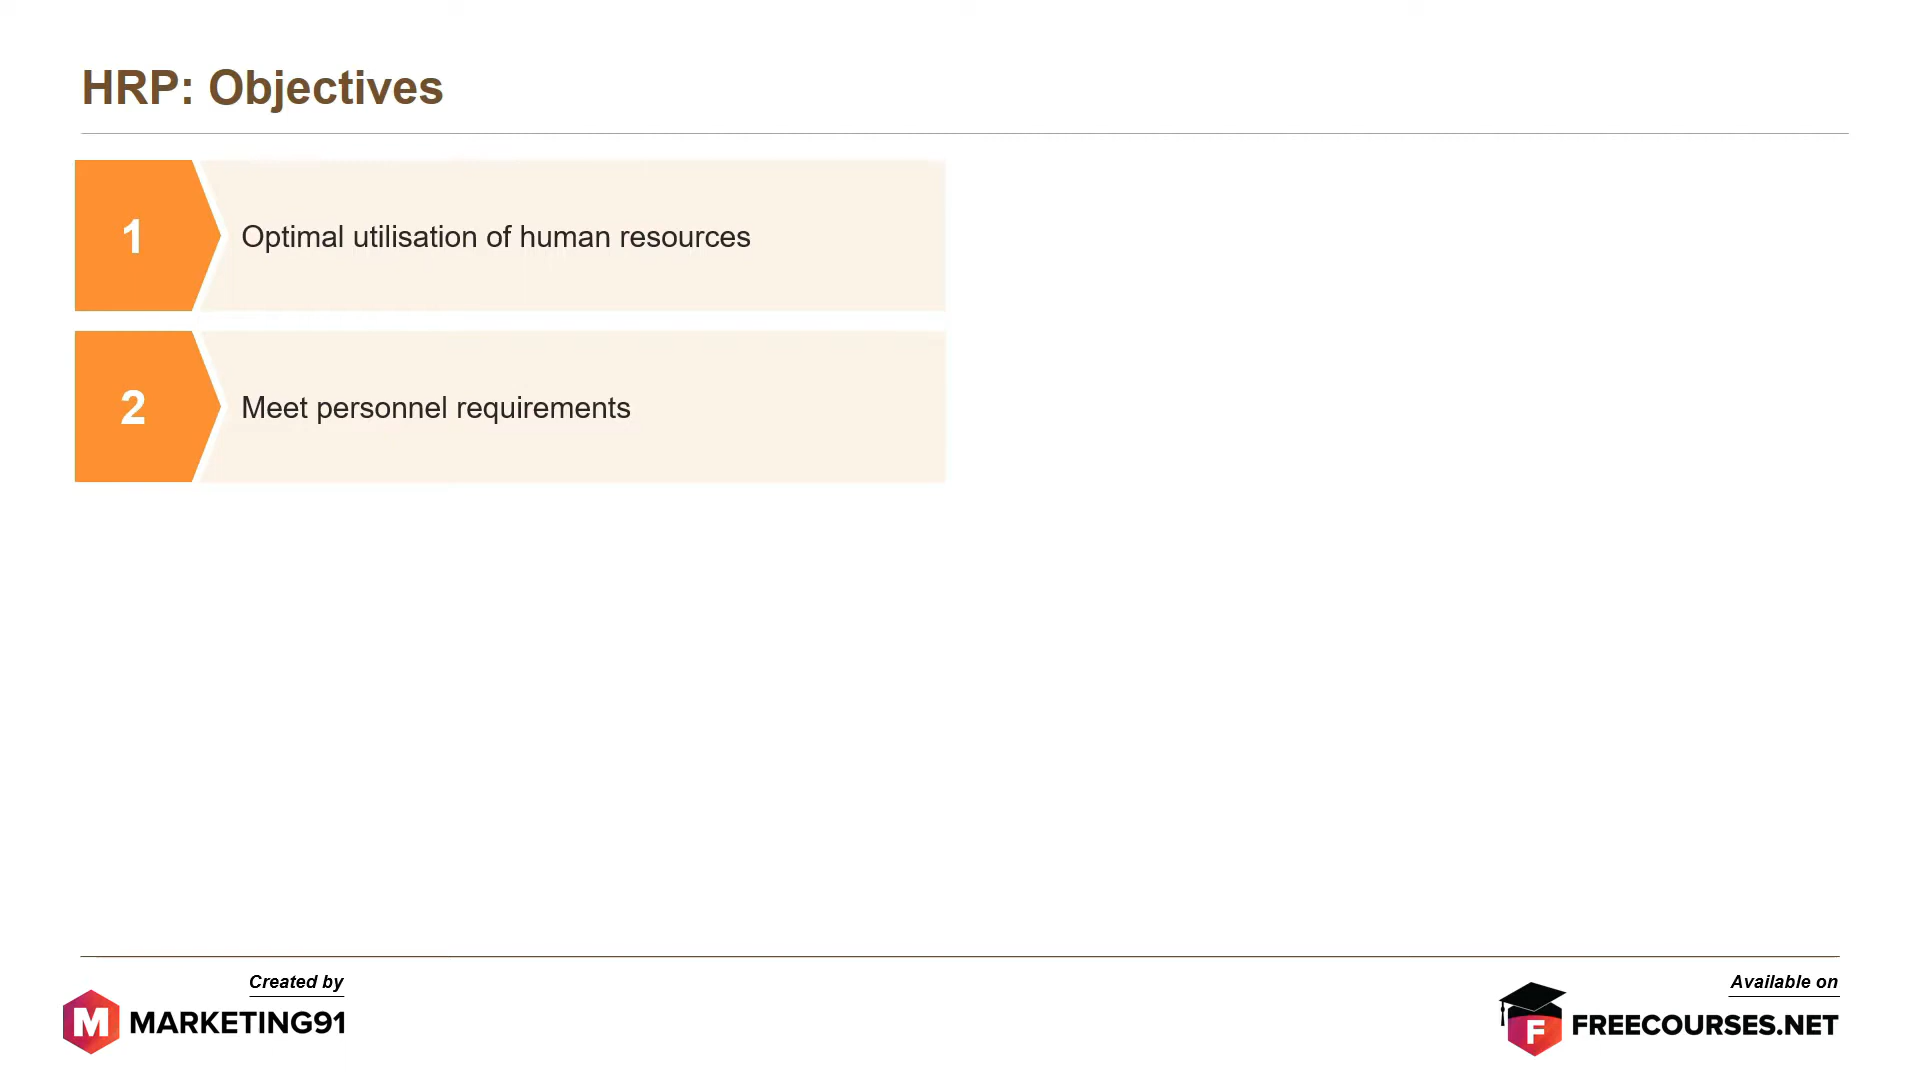 HRP: Objectives
1
Optimal utilisation of human resources
2
Meet personnel requirements
Created by
M MARKETING91
Available on
F FREECOURSES.NET